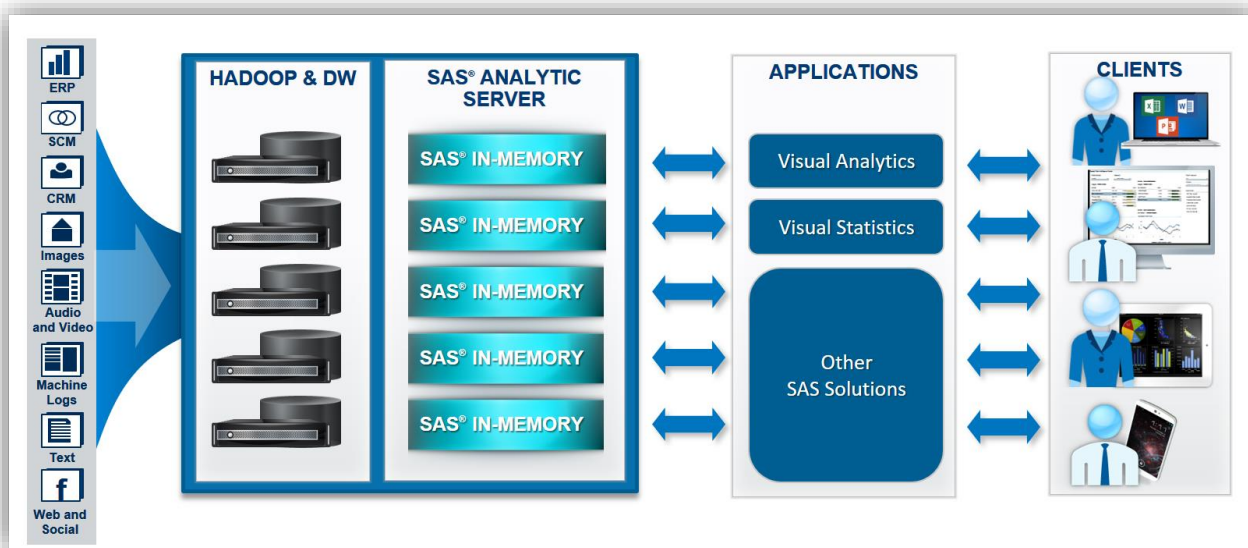 ERP
SCM
CRM
Images
Audio
and Video
Machine
Logs
Text
f
Web and
Social
HADOOP & DW
SAS® ANALYTIC
SERVER
SAS® IN-MEMORY
SAS® IN-MEMORY
SAS® IN-MEMORY
SAS® IN-MEMORY
SAS® IN-MEMORY
APPLICATIONS
Visual Analytics
Visual Statistics
Other
SAS Solutions
CLIENTS
X
W
P